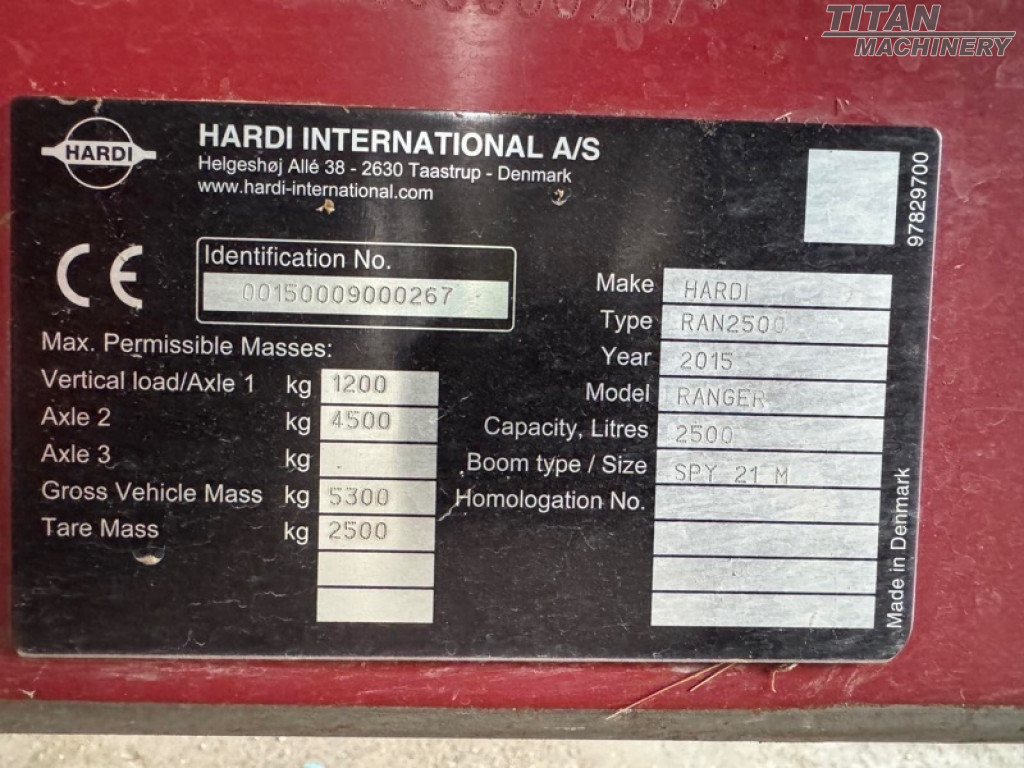 TITAN
MACHINERY
HARDI
HARDI INTERNATIONAL A/S
Helgeshøj Allé 38 - 2630 Taastrup - Denmark
www.hardi-international.com
97829700
CE
Identification No.
00150009000267
Max. Permissible Masses:
Vertical load/Axle 1 kg 1200
Axle 2 kg 4500
Axle 3 kg
Gross Vehicle Mass kg 5300
Tare Mass kg 2500
Make HARDI
Type RAN2500
Year 2015
Model RANGER
Capacity, Litres 2500
Boom type / Size SPY 21 M
Homologation No.
Made in Denmark